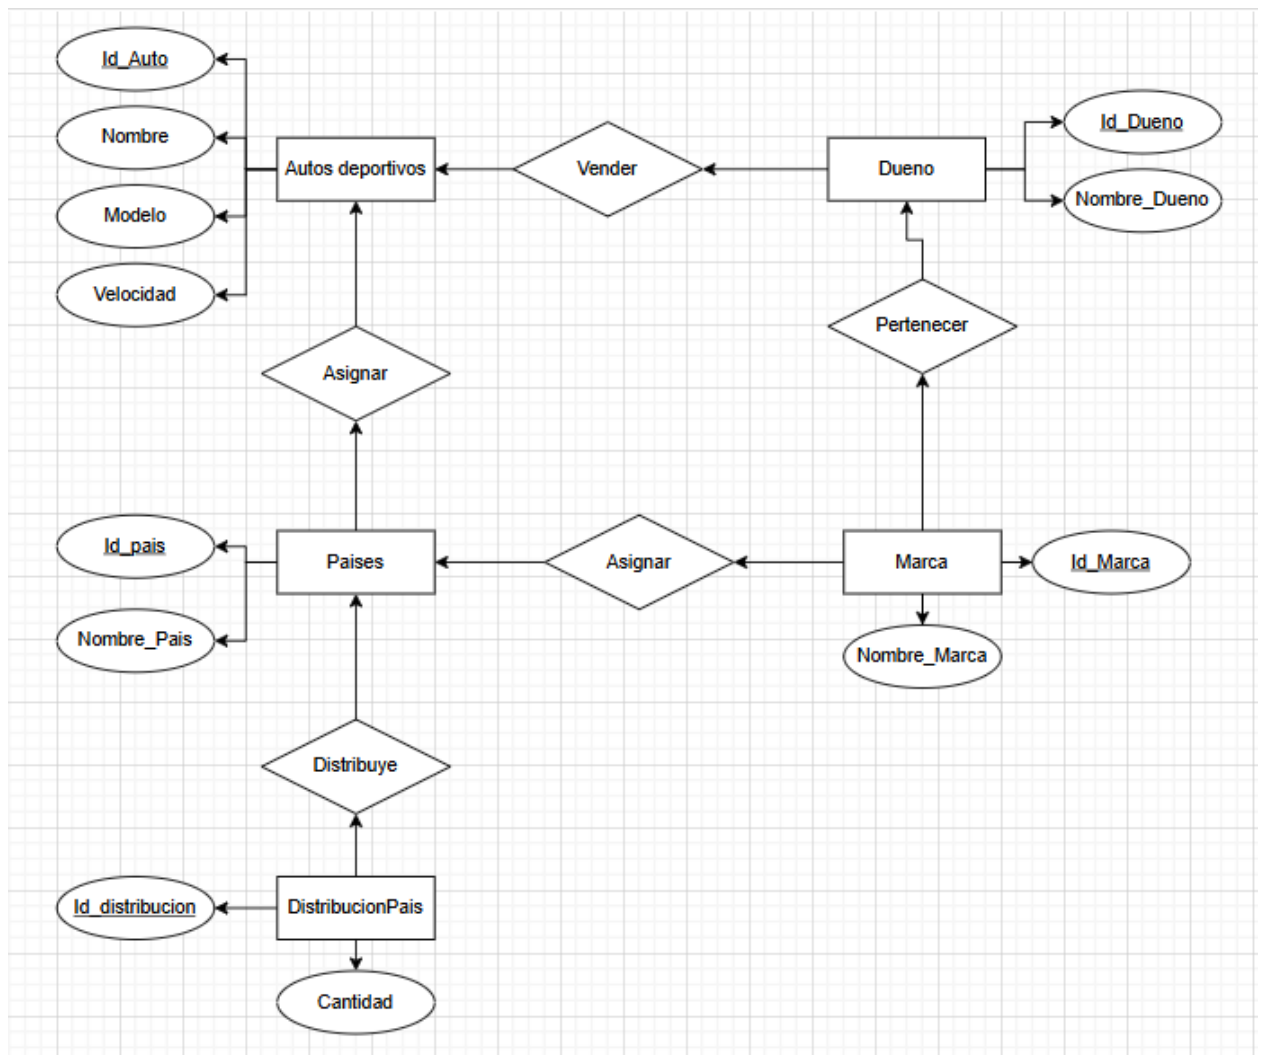 Id_Auto
Nombre
Modelo
Velocidad
Autos deportivos
Vender
Dueno
Id_Dueno
Nombre_Dueno
Pertenecer
Asignar
Id_pais
Nombre_Pais
Paises
Asignar
Marca
Id_Marca
Nombre_Marca
Distribuye
Id_distribucion
DistribucionPais
Cantidad